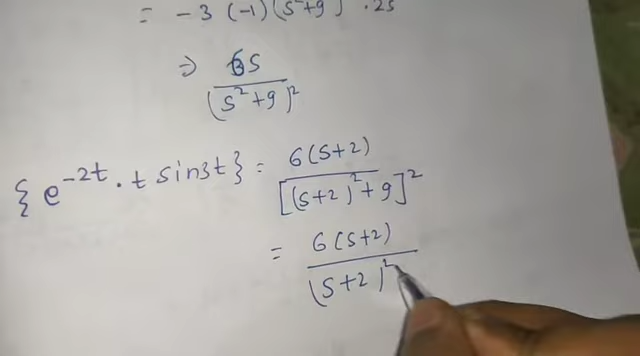 = -3 (-1)(s²+9) . 2s
⇒ 6s / (s²+9)²
{e^-2t . t sin3t} = 6(s+2) / [(s+2)²+9]²
= 6(s+2) / (s+2)²